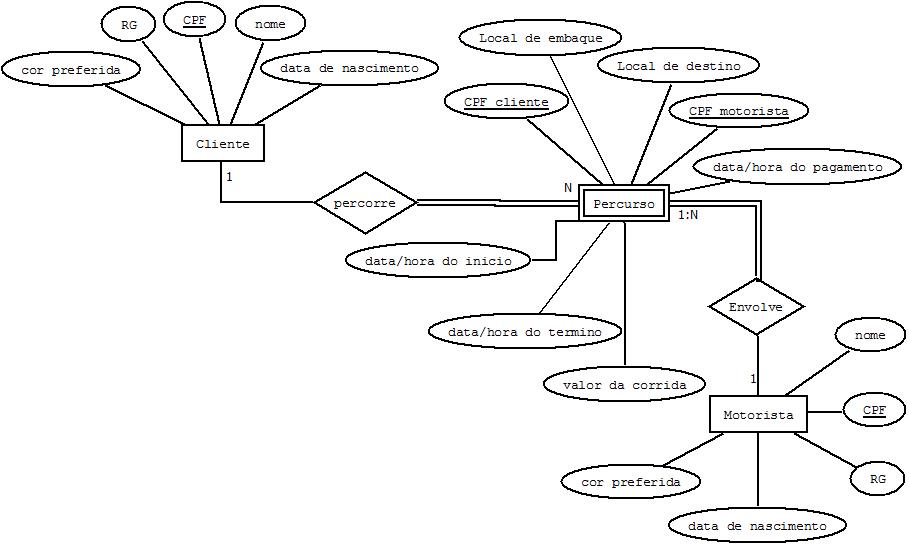 RG
CPF
nome
cor preferida
data de nascimento
Cliente
1
percorre
Local de embaque
Local de destino
CPF cliente
CPF motorista
data/hora do pagamento
N
Percurso
1:N
data/hora do inicio
data/hora do termino
valor da corrida
Envolve
1
nome
Motorista
CPF
cor preferida
RG
data de nascimento